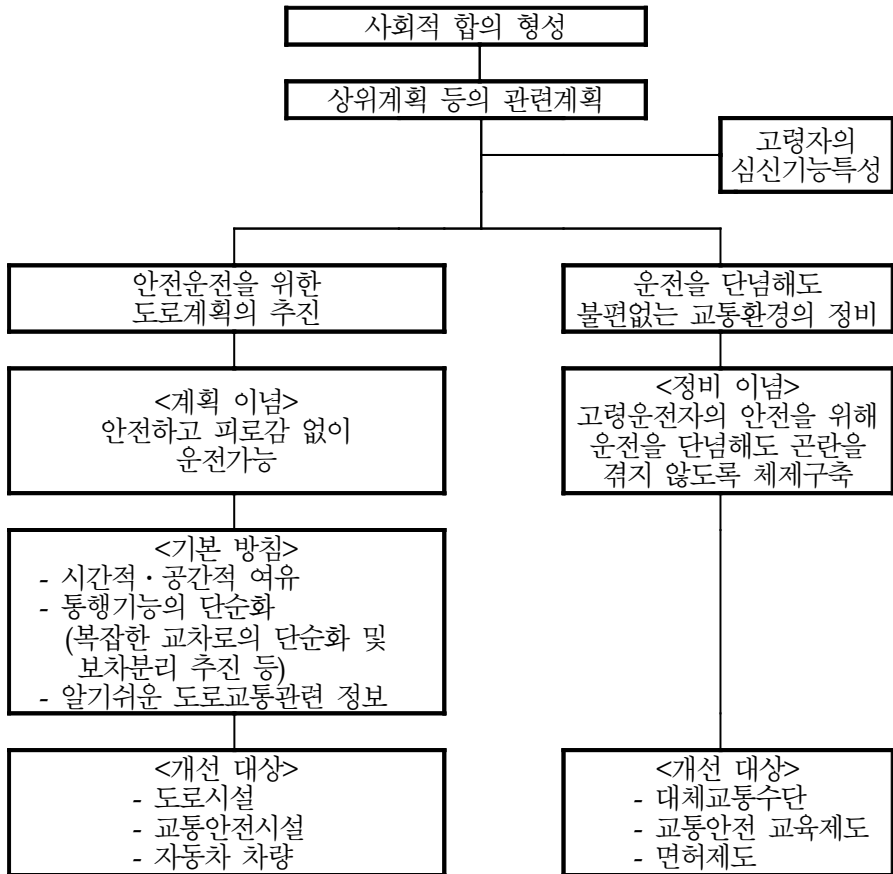 사회적 합의 형성
상위계획 등의 관련계획
고령자의
심신기능특성
안전운전을 위한
도로계획의 추진
운전을 단념해도
불편없는 교통환경의 정비
<계획 이념>
안전하고 피로감 없이
운전가능
<정비 이념>
고령운전자의 안전을 위해
운전을 단념해도 곤란을
겪지 않도록 체제구축
<기본 방침>
- 시간적·공간적 여유
- 통행기능의 단순화
(복잡한 교차로의 단순화 및
보차분리 추진 등)
- 알기쉬운 도로교통관련 정보
<개선 대상>
- 도로시설
- 교통안전시설
- 자동차 차량
<개선 대상>
- 대체교통수단
- 교통안전 교육제도
- 면허제도